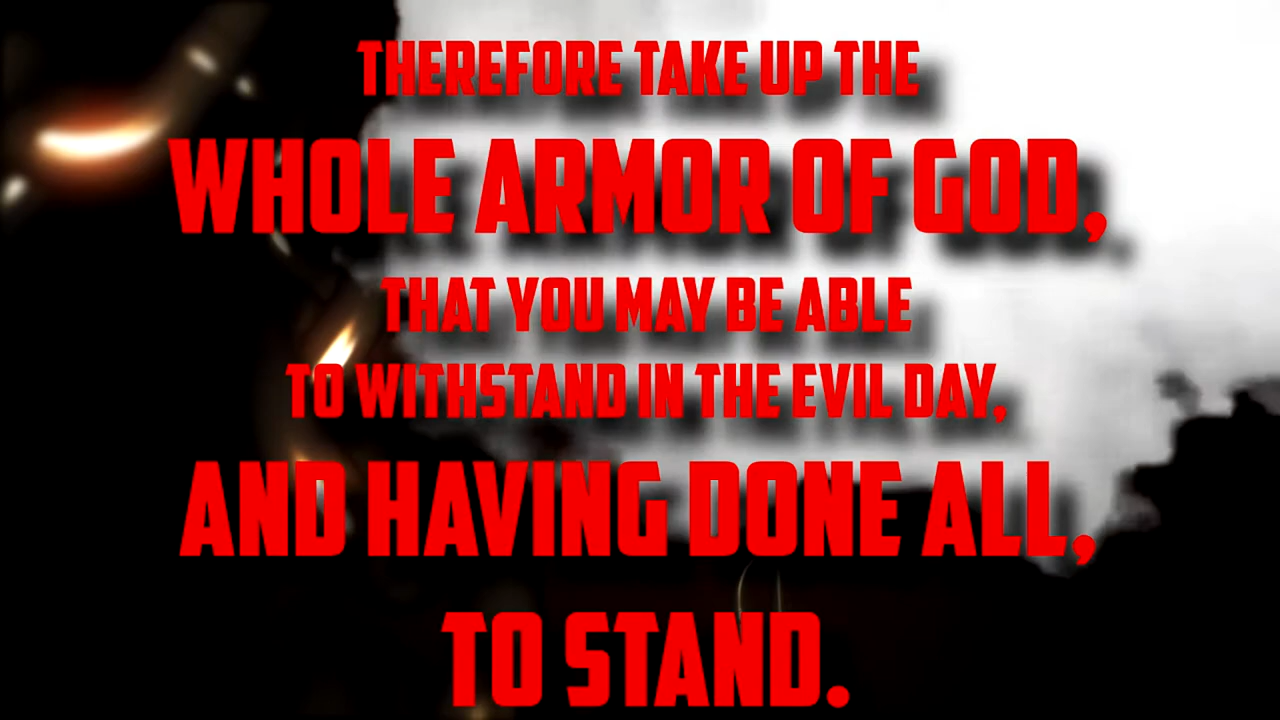 THEREFORE TAKE UP THE
WHOLE ARMOR OF GOD,
THAT YOU MAY BE ABLE
TO WITHSTAND IN THE EVIL DAY,
AND HAVING DONE ALL,
TO STAND.